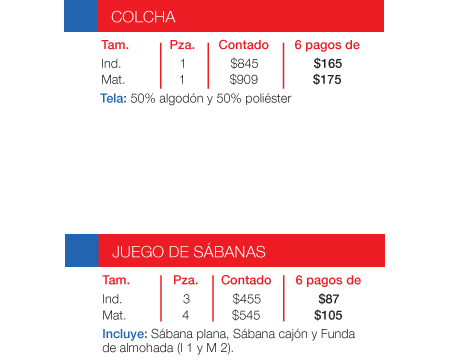 COLCHA
Tam. Pza. Contado 6 pagos de
Ind. 1 $845 $165
Mat. 1 $909 $175
Tela: 50% algodón y 50% poliéster
JUEGO DE SÁBANAS
Tam. Pza. Contado 6 pagos de
Ind. 3 $455 $87
Mat. 4 $545 $105
Incluye: Sábana plana, Sábana cajón y Funda
de almohada (I 1 y M 2).